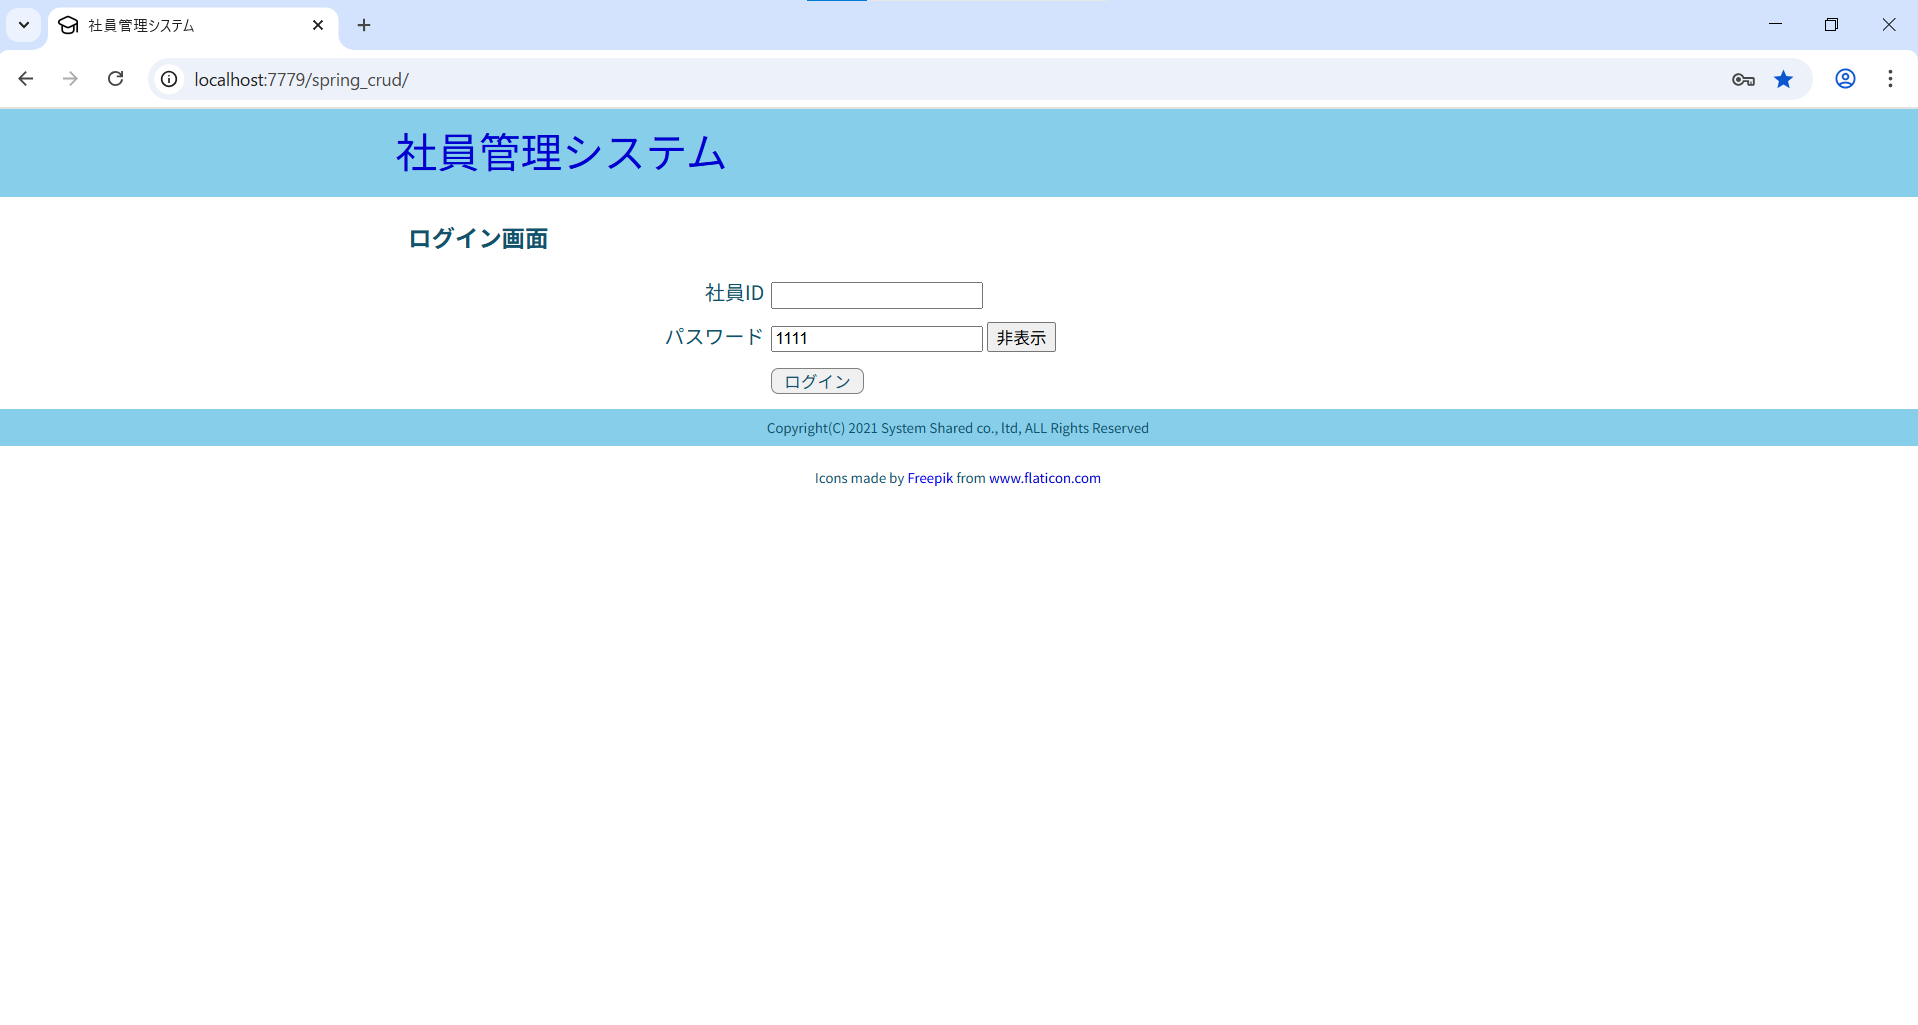 社員管理システム
localhost:7779/spring_crud/
社員管理システム
ログイン画面
社員ID
パスワード 1111 非表示
ログイン
Copyright(C) 2021 System Shared co., ltd, ALL Rights Reserved
Icons made by Freepik from www.flaticon.com